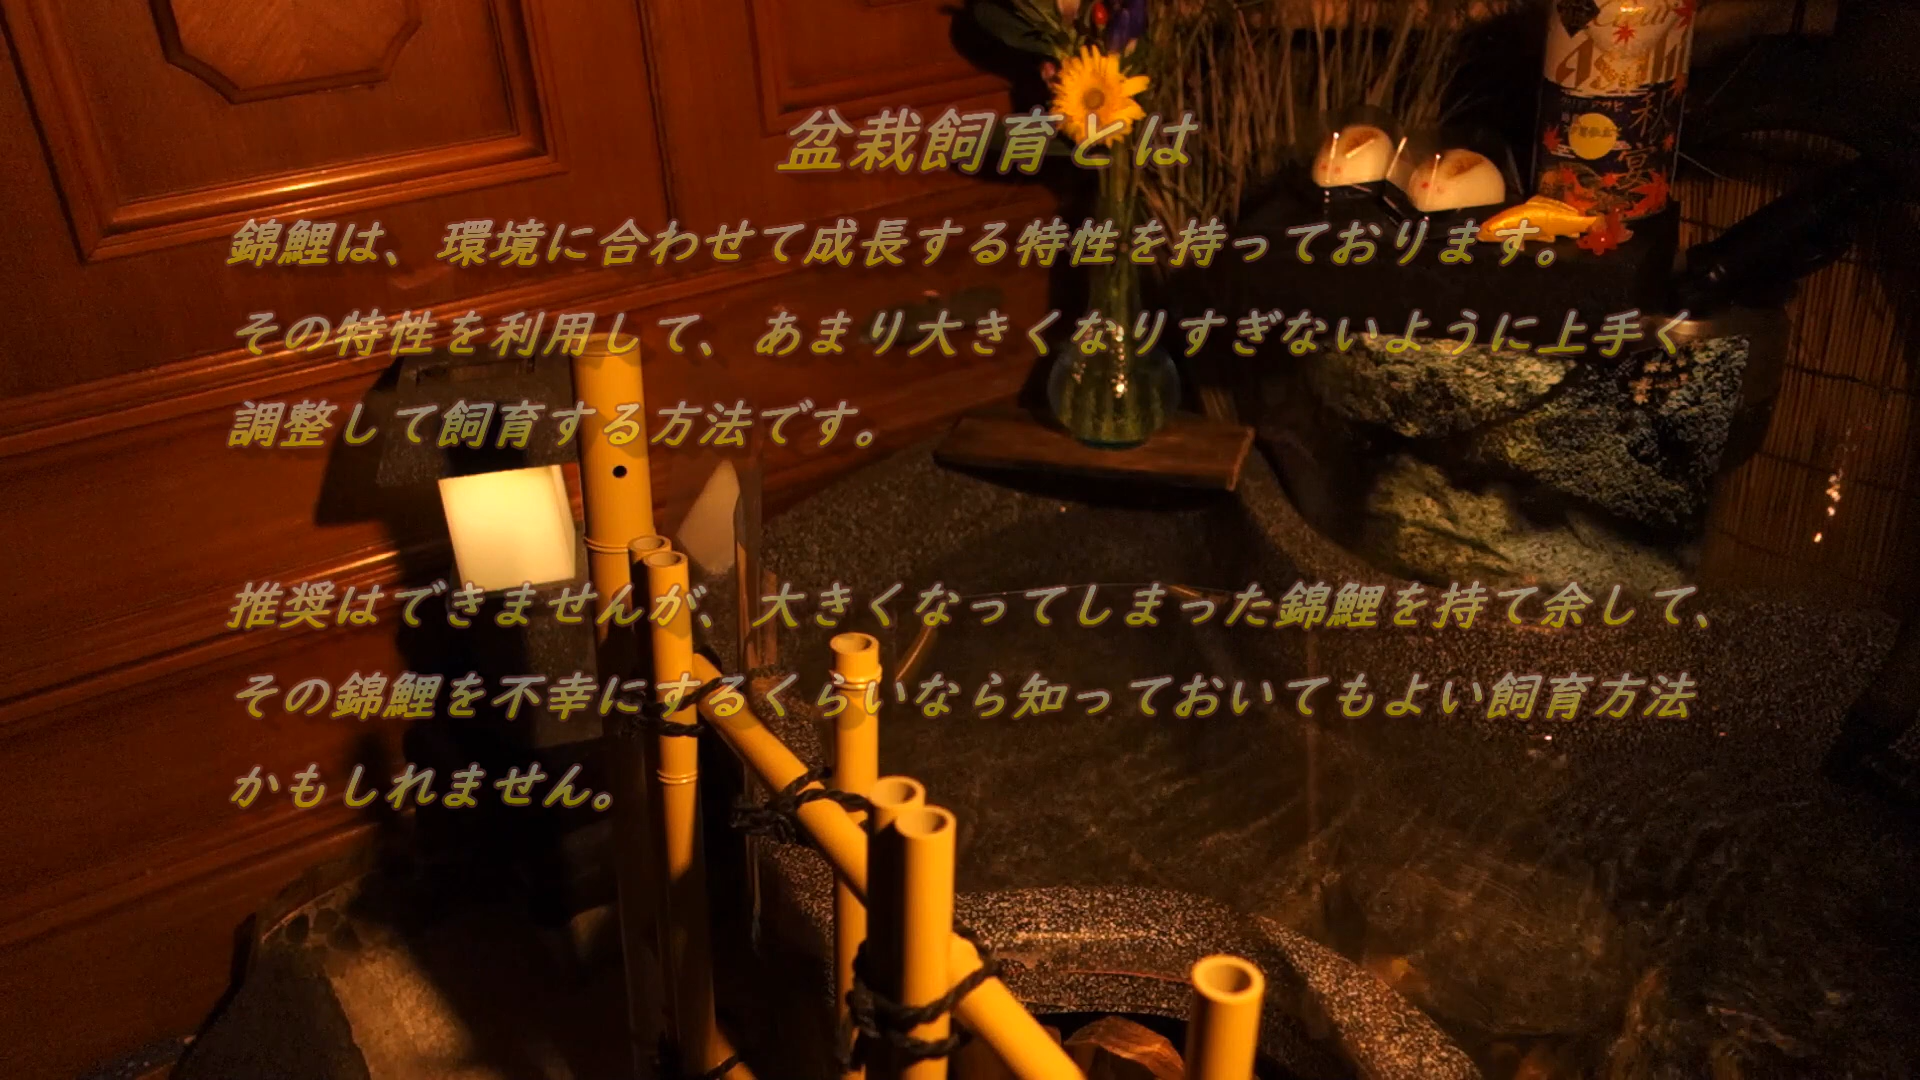 盆栽飼育とは
錦鯉は、環境に合わせて成長する特性を持っております。
その特性を利用して、あまり大きくなりすぎないように上手く
調整して飼育する方法です。
推奨はできませんが、大きくなってしまった錦鯉を持て余して、
その錦鯉を不幸にするくらいなら知っておいてもよい飼育方法
かもしれません。
Asahi